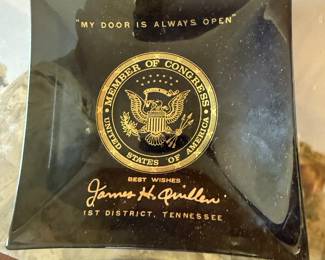 "MY DOOR IS ALWAYS OPEN"
MEMBER OF CONGRESS
UNITED STATES OF AMERICA
BEST WISHES
James H. Quillen
1ST DISTRICT, TENNESSEE